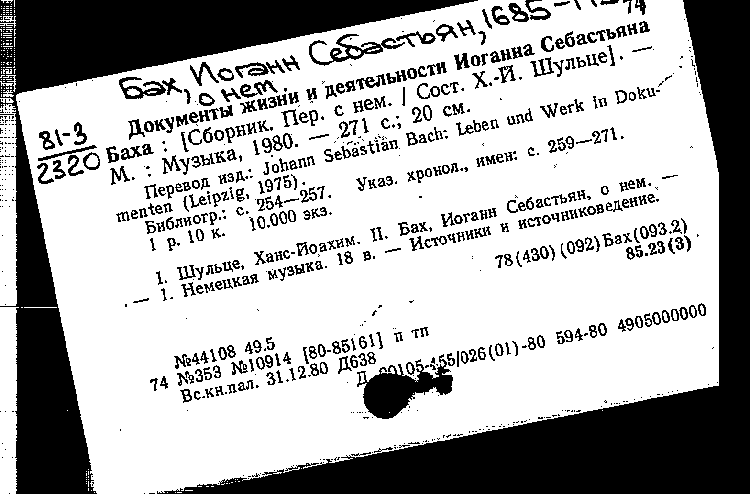 Бах, Иоганн Себастьян, 1685-
74
о нем.
81-3
2320
Документы жизни и деятельности Иоганна Себастьяна
Баха : [Сборник. Пер. с нем. / Сост. Х.-Й. Шульце]. —
М. : Музыка, 1980. — 271 с.; 20 см.
Перевод изд.: Johann Sebastian Bach: Leben und Werk in Doku-
menten (Leipzig, 1975).
Библиогр.: с. 254—257. Указ. хронол., имен: с. 259—271.
1 р. 10 к. 10.000 экз.
I. Шульце, Ханс-Йоахим. II. Бах, Иоганн Себастьян, о нем. —
— 1. Немецкая музыка. 18 в. — Источники и источниковедение.
78(430)(092)Бах(093.2)
85.23(3)
№44108 49.5
74 №353 №10914 [80-85161] п тп
Вс.кн.пал. 31.12.80 Д638
Д 90105-455/026(01)-80 594-80 4905000000